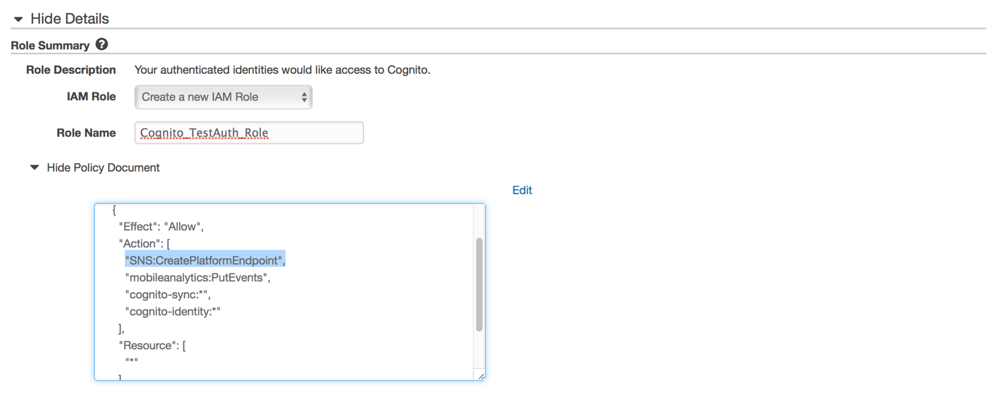 Hide Details
Role Summary ?
Role Description Your authenticated identities would like access to Cognito.
IAM Role Create a new IAM Role
Role Name Cognito_TestAuth_Role
Hide Policy Document
Edit
{
"Effect": "Allow",
"Action": [
"SNS:CreatePlatformEndpoint",
"mobileanalytics:PutEvents",
"cognito-sync:*",
"cognito-identity:*"
],
"Resource": [
"*"
]